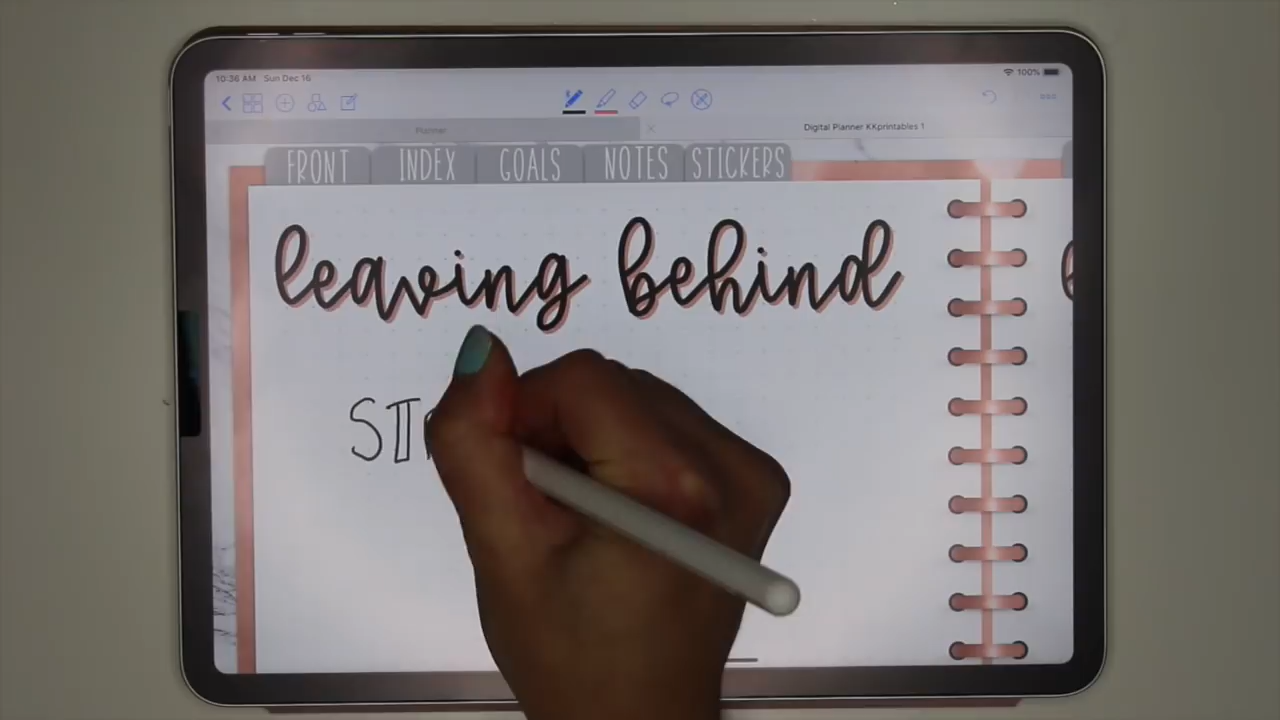 10:36 AM Sun Dec 16 100%
Planner Digital Planner KKprintables 1
FRONT INDEX GOALS NOTES STICKERS
leaving behind